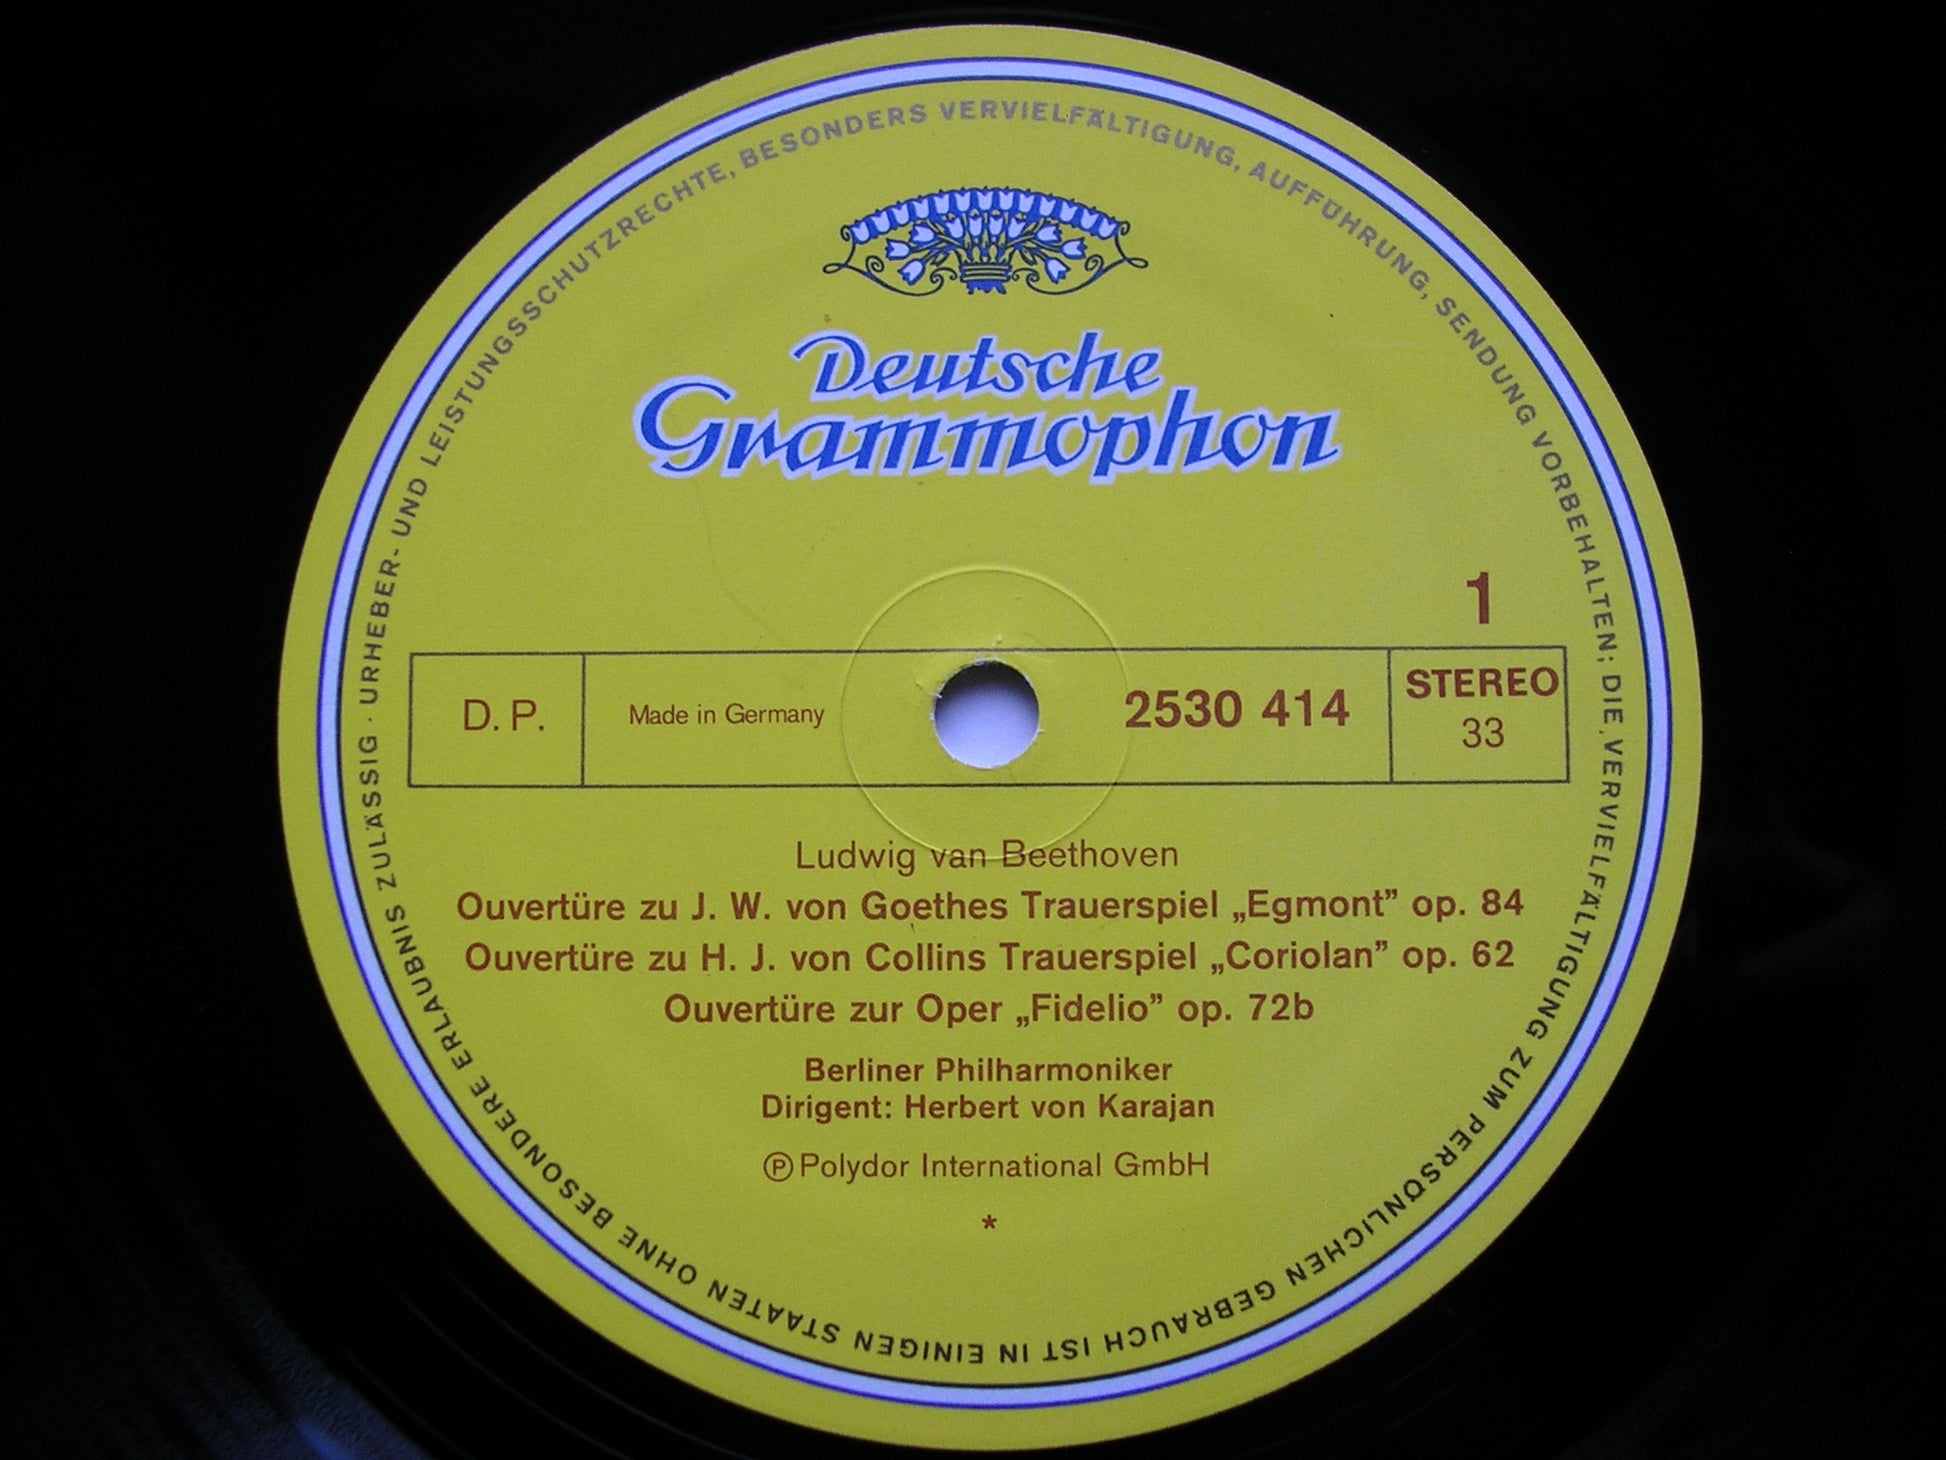 Deutsche
Grammophon
1
D. P.
Made in Germany
2530 414
STEREO
33
Ludwig van Beethoven
Ouvertüre zu J. W. von Goethes Trauerspiel „Egmont” op. 84
Ouvertüre zu H. J. von Collins Trauerspiel „Coriolan” op. 62
Ouvertüre zur Oper „Fidelio” op. 72b
Berliner Philharmoniker
Dirigent: Herbert von Karajan
Ⓟ Polydor International GmbH
*
URHEBER- UND LEISTUNGSSCHUTZRECHTE, BESONDERS VERVIELFÄLTIGUNG, AUFFÜHRUNG, SENDUNG VORBEHALTEN; DIE VERVIELFÄLTIGUNG ZUM PERSÖNLICHEN GEBRAUCH IST IN EINIGEN STAATEN OHNE BESONDERE ERLAUBNIS ZULÄSSIG ·